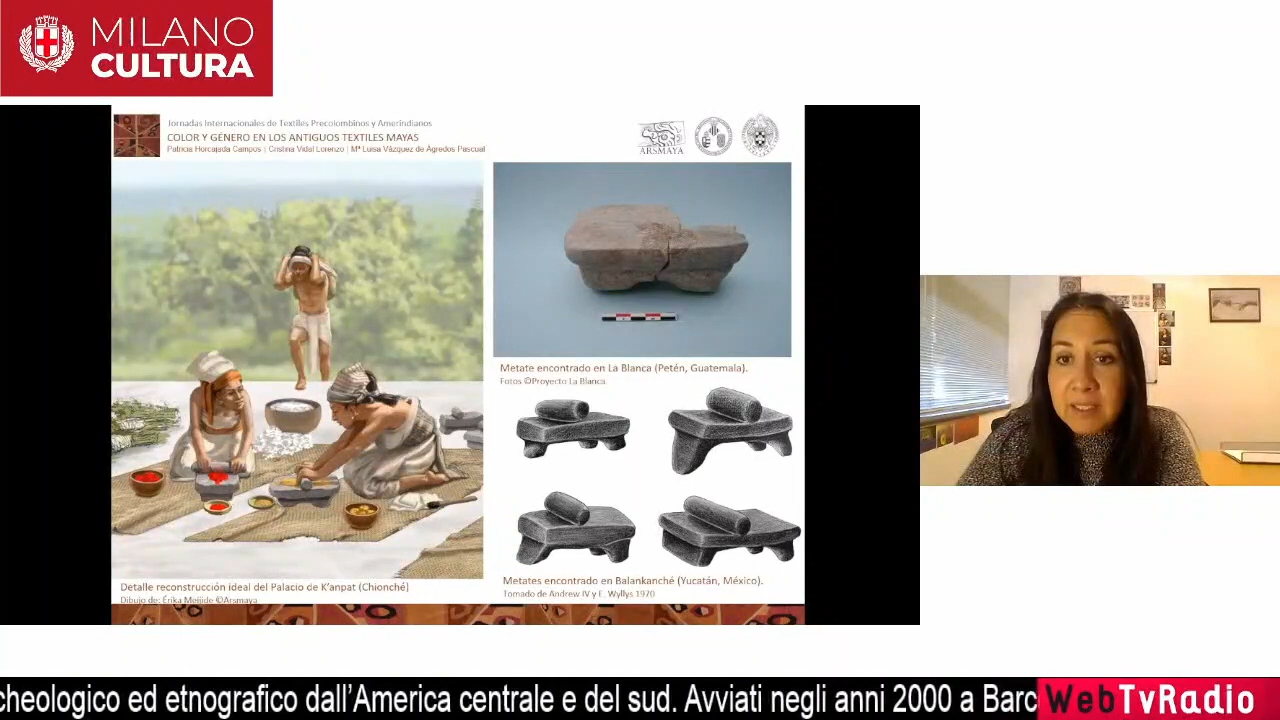 MILANO
CULTURA
Jornadas Internacionales de Textiles Precolombinos y Amerindianos
COLOR Y GÉNERO EN LOS ANTIGUOS TEXTILES MAYAS
Patricia Horcajada Campos | Cristina Vidal Lorenzo | Mª Luisa Vázquez de Ágredos Pascual
ARSMAYA
Metate encontrado en La Blanca (Petén, Guatemala).
Fotos ©Proyecto La Blanca.
Detalle reconstrucción ideal del Palacio de K'anpat (Chionché)
Dibujo de: Érika Meijide ©Arsmaya
Metates encontrado en Balankanché (Yucatán, México).
Tomado de Andrew IV y E. Wyllys 1970
cheologico ed etnografico dall'America centrale e del sud. Avviati negli anni 2000 a Barc
WebTvRadio